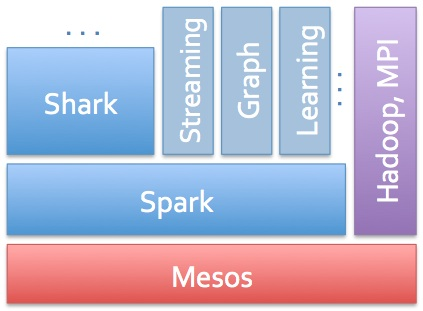 . . .
Shark
Streaming
Graph
Learning
. . .
Hadoop, MPI
Spark
Mesos